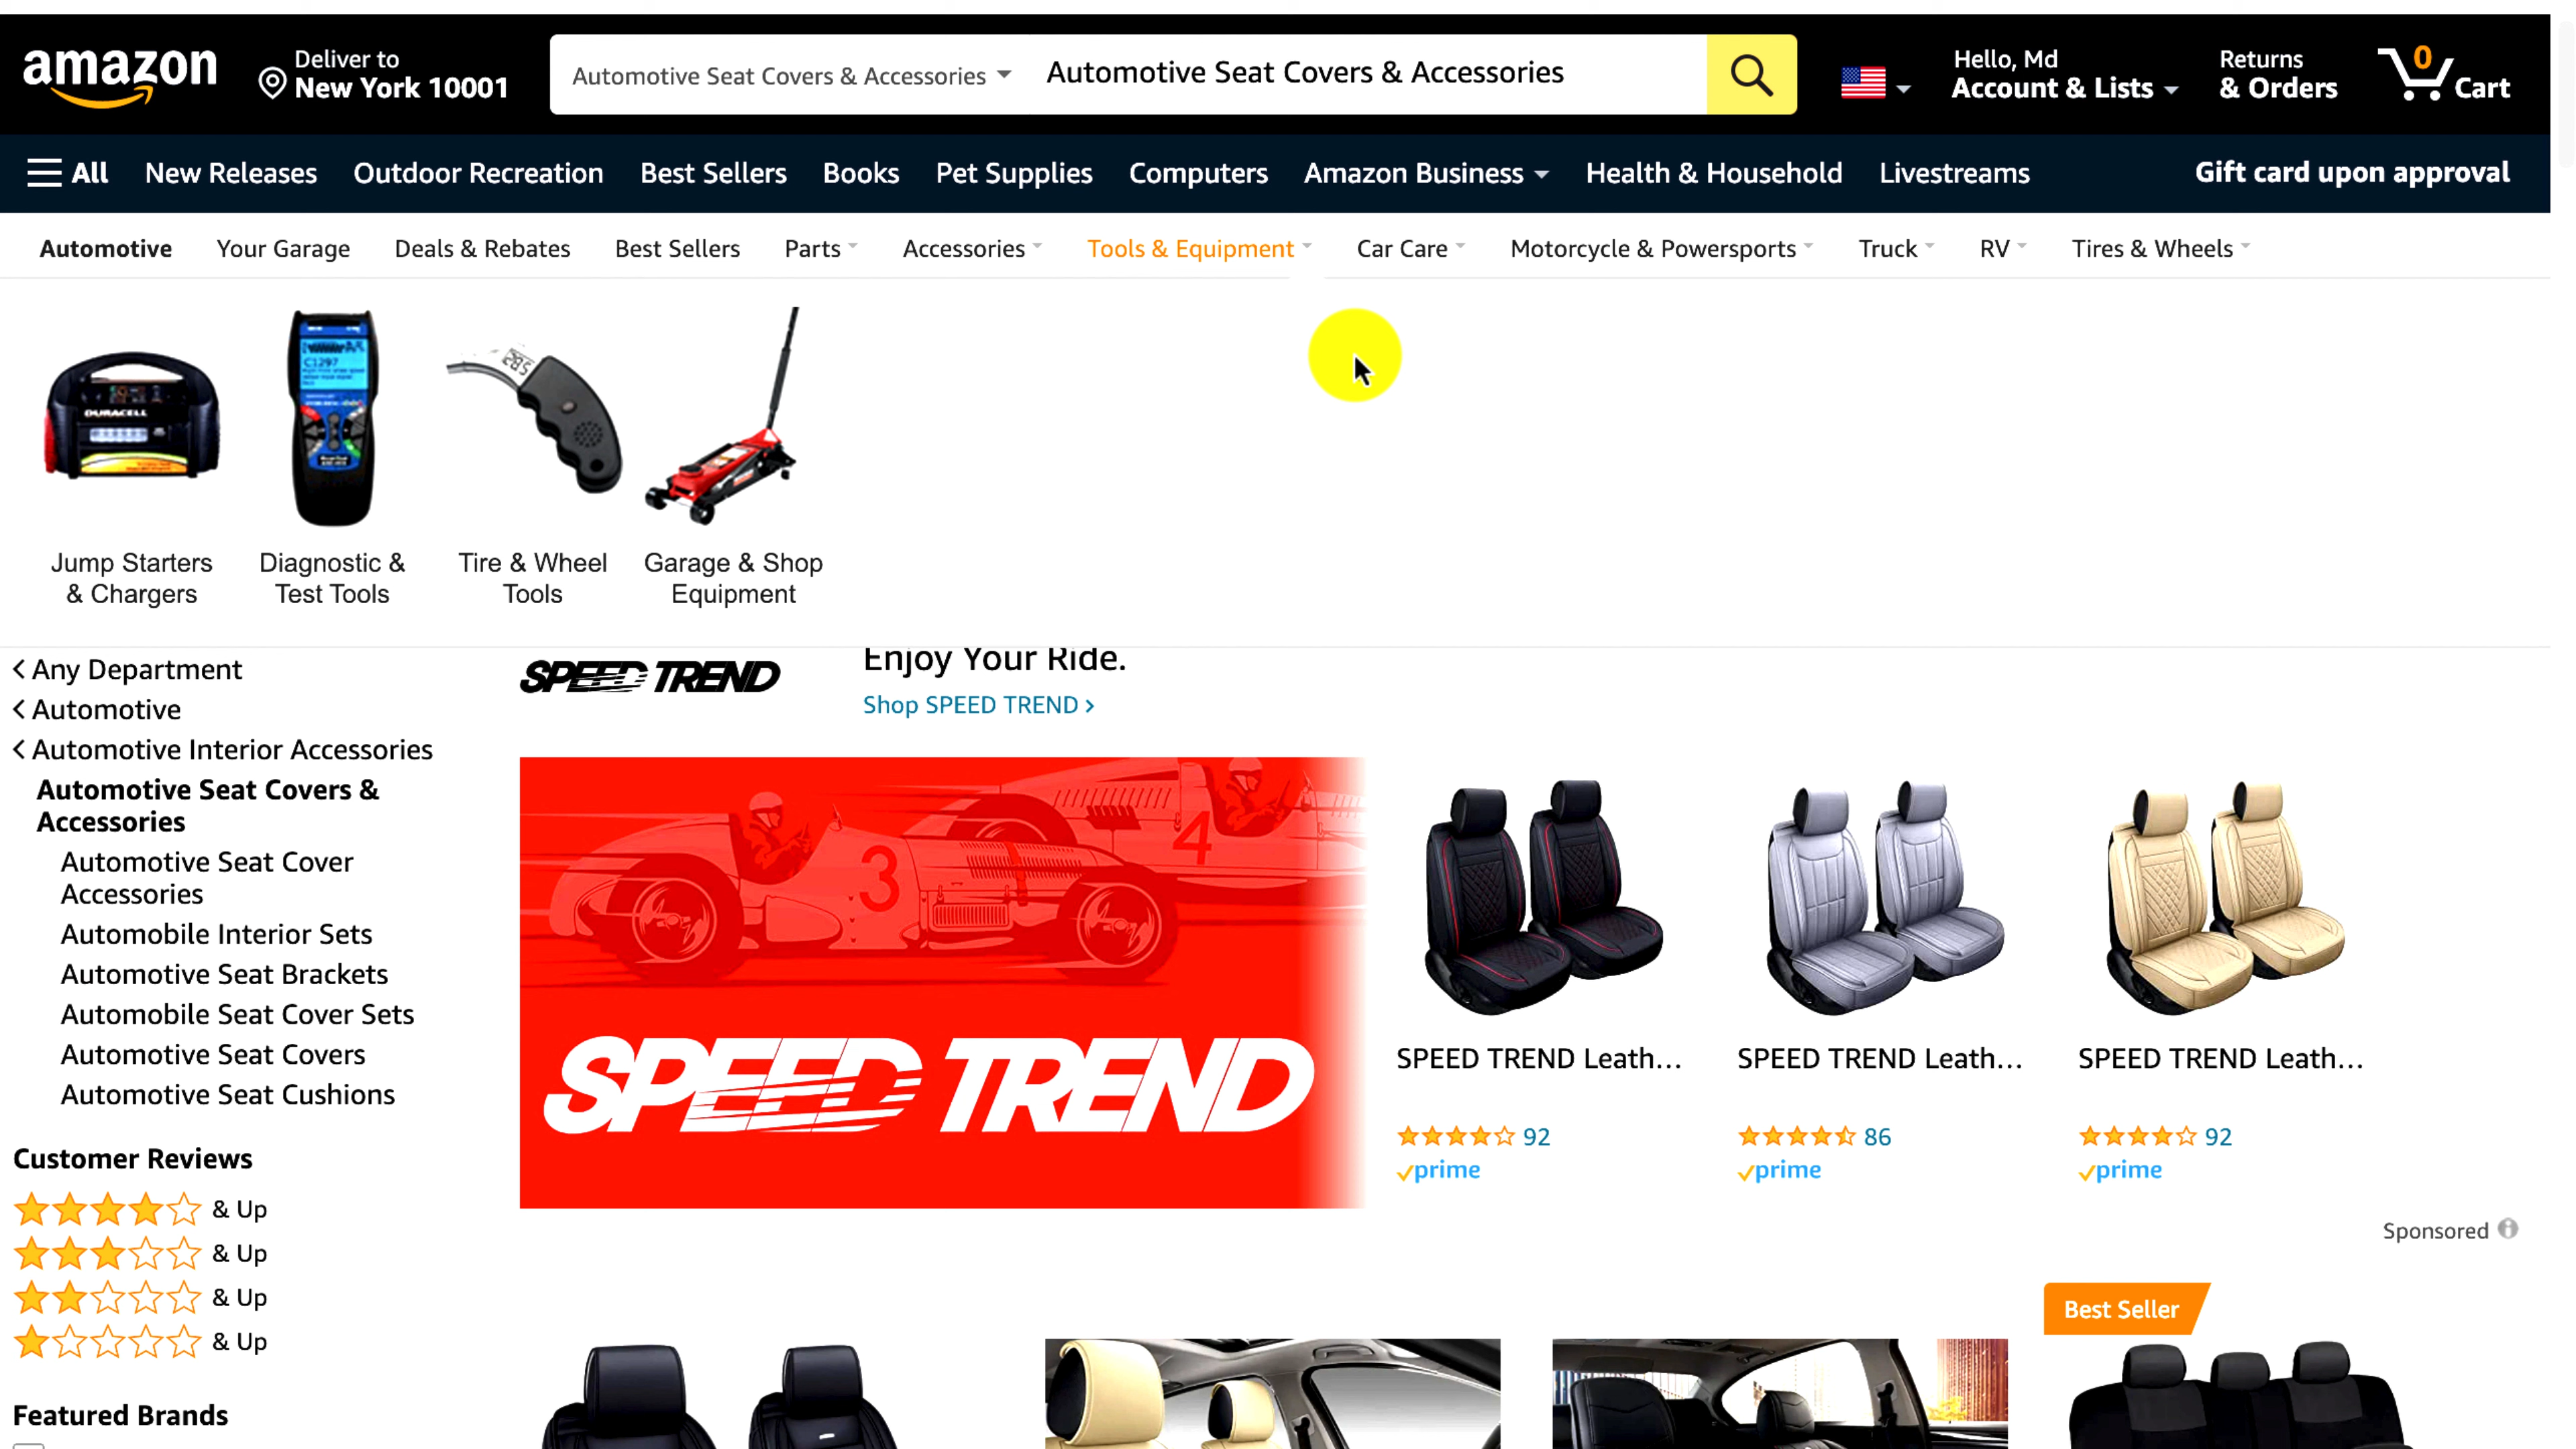 amazon
Deliver to
New York 10001
Automotive Seat Covers & Accessories
Automotive Seat Covers & Accessories
Hello, Md
Account & Lists
Returns
& Orders
0
Cart
All
New Releases
Outdoor Recreation
Best Sellers
Books
Pet Supplies
Computers
Amazon Business
Health & Household
Livestreams
Gift card upon approval
Automotive
Your Garage
Deals & Rebates
Best Sellers
Parts
Accessories
Tools & Equipment
Car Care
Motorcycle & Powersports
Truck
RV
Tires & Wheels
DURACELL
C1297
Jump Starters
& Chargers
Diagnostic &
Test Tools
Tire & Wheel
Tools
Garage & Shop
Equipment
Any Department
Automotive
Automotive Interior Accessories
Automotive Seat Covers &
Accessories
Automotive Seat Cover
Accessories
Automobile Interior Sets
Automotive Seat Brackets
Automobile Seat Cover Sets
Automotive Seat Covers
Automotive Seat Cushions
Customer Reviews
& Up
& Up
& Up
& Up
Featured Brands
SPEED TREND
Enjoy Your Ride.
Shop SPEED TREND ›
3
4
SPEED TREND
SPEED TREND Leath...
92
prime
SPEED TREND Leath...
86
prime
SPEED TREND Leath...
92
prime
Sponsored
Best Seller